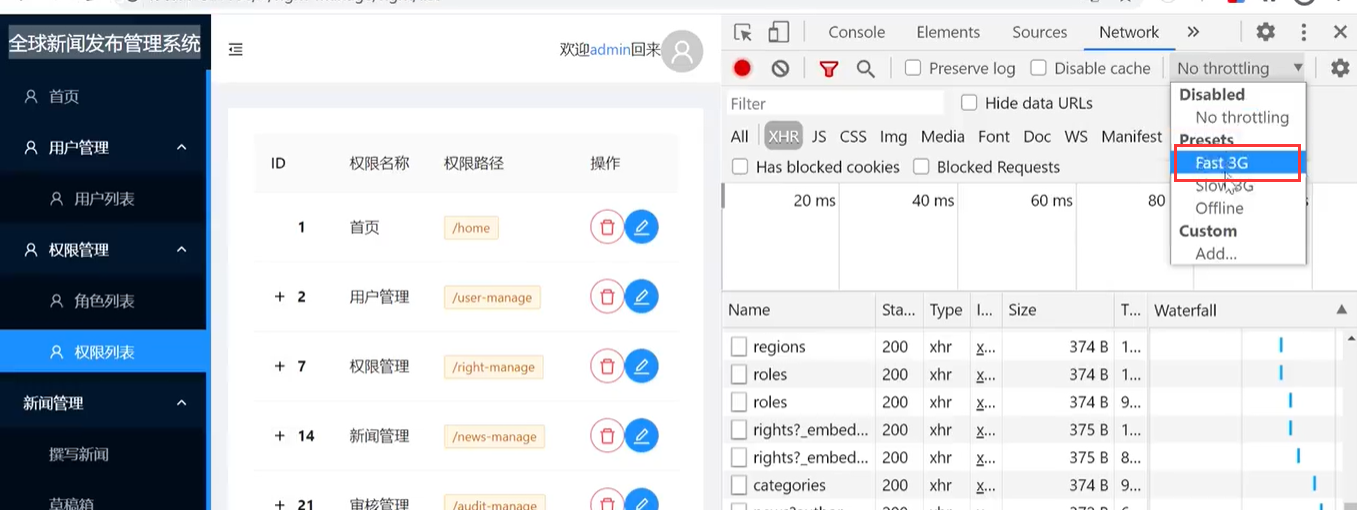 全球新闻发布管理系统
欢迎admin回来
首页
用户管理
用户列表
权限管理
角色列表
权限列表
新闻管理
撰写新闻
草稿箱
ID 权限名称 权限路径 操作
1 首页 /home
+ 2 用户管理 /user-manage
+ 7 权限管理 /right-manage
+ 14 新闻管理 /news-manage
+ 21 审核管理 /audit-manage
Console Elements Sources Network »
Preserve log Disable cache No throttling
Filter Hide data URLs
All XHR JS CSS Img Media Font Doc WS Manifest
Has blocked cookies Blocked Requests
Disabled
No throttling
Presets
Fast 3G
Slow 3G
Offline
Custom
Add...
20 ms 40 ms 60 ms 80
Name Sta... Type I... Size T... Waterfall
regions 200 xhr x... 374 B 1...
roles 200 xhr x... 374 B 1...
roles 200 xhr x... 374 B 9...
rights?_embed... 200 xhr x... 375 B 1...
rights?_embed... 200 xhr x... 375 B 8...
categories 200 xhr x... 374 B 9...